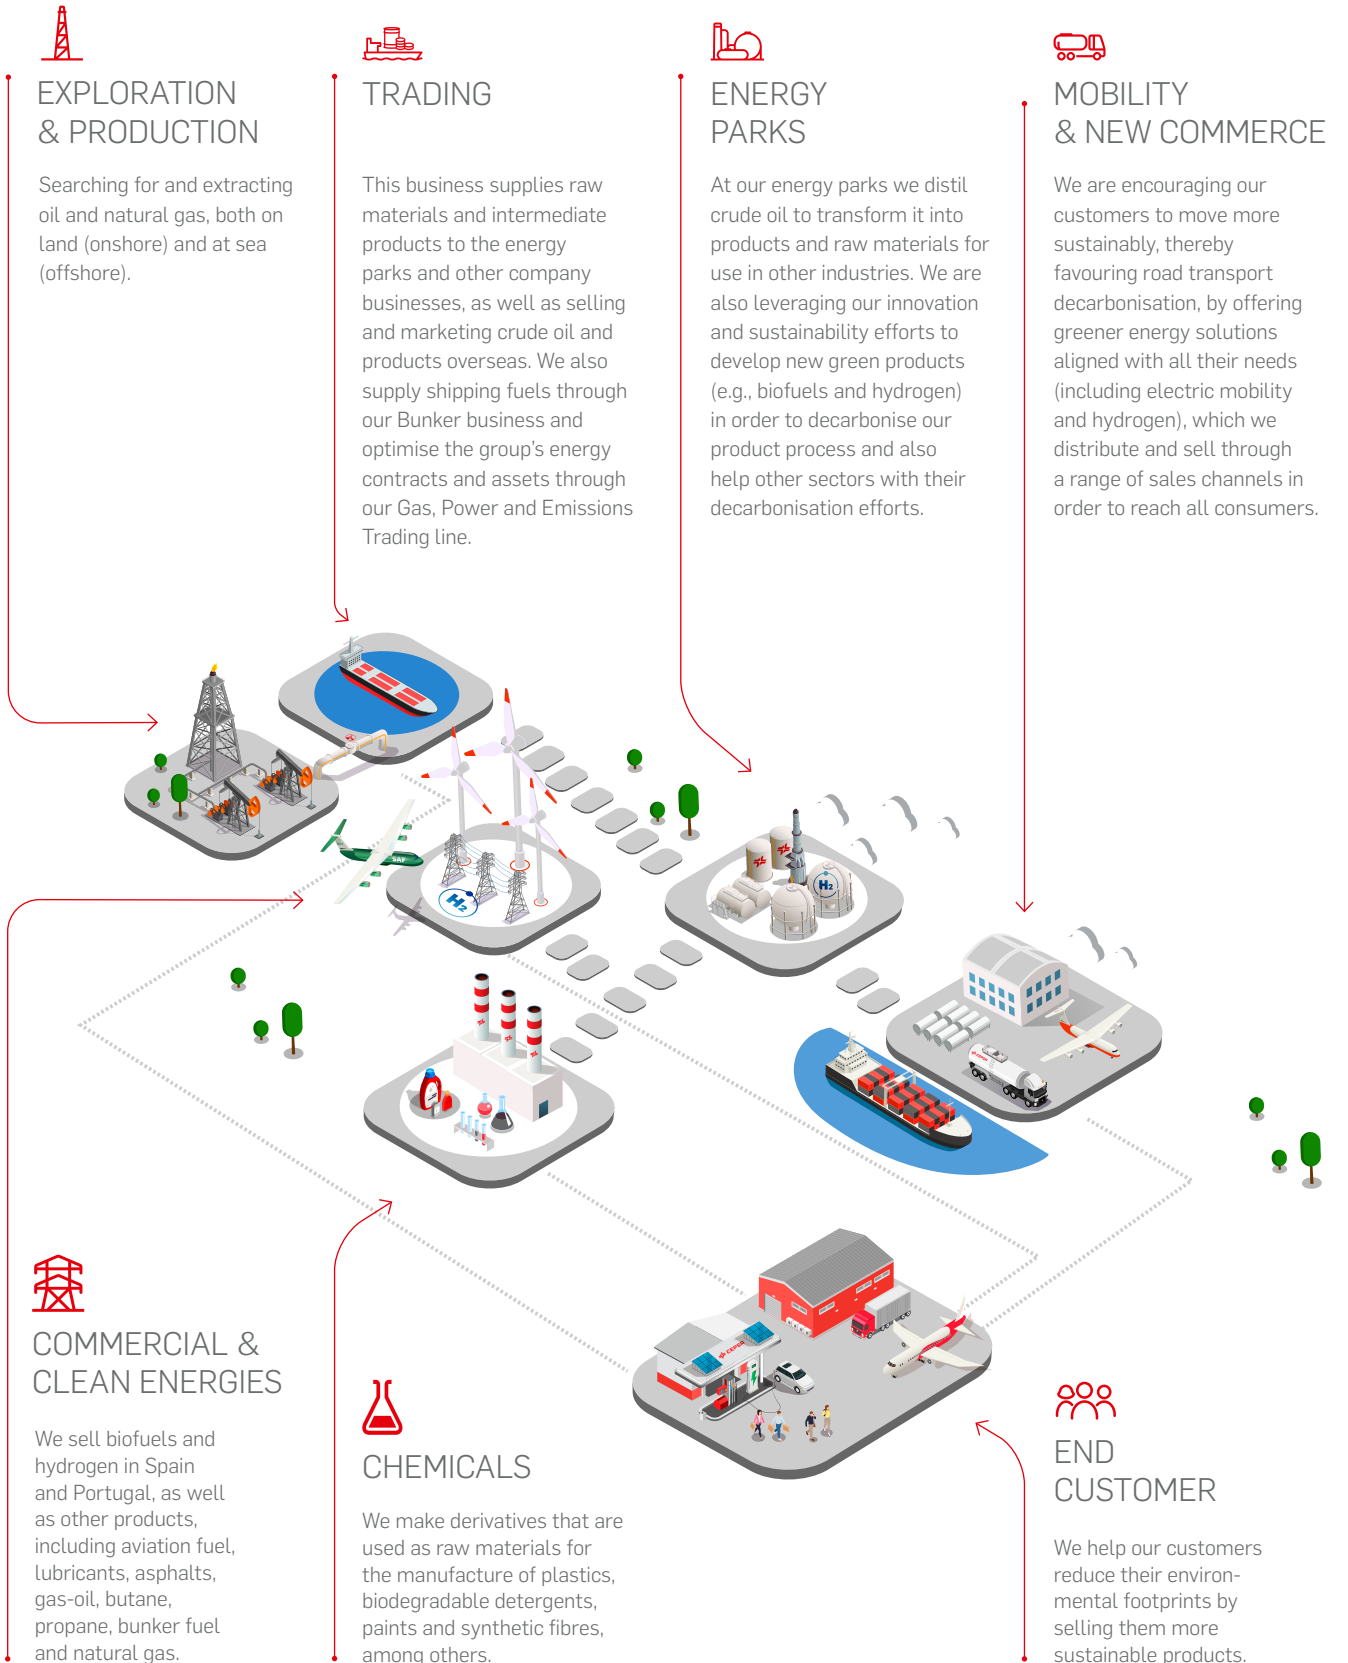 EXPLORATION
& PRODUCTION
Searching for and extracting
oil and natural gas, both on
land (onshore) and at sea
(offshore).
TRADING
This business supplies raw
materials and intermediate
products to the energy
parks and other company
businesses, as well as selling
and marketing crude oil and
products overseas. We also
supply shipping fuels through
our Bunker business and
optimise the group’s energy
contracts and assets through
our Gas, Power and Emissions
Trading line.
ENERGY
PARKS
At our energy parks we distil
crude oil to transform it into
products and raw materials for
use in other industries. We are
also leveraging our innovation
and sustainability efforts to
develop new green products
(e.g., biofuels and hydrogen)
in order to decarbonise our
product process and also
help other sectors with their
decarbonisation efforts.
MOBILITY
& NEW COMMERCE
We are encouraging our
customers to move more
sustainably, thereby
favouring road transport
decarbonisation, by offering
greener energy solutions
aligned with all their needs
(including electric mobility
and hydrogen), which we
distribute and sell through
a range of sales channels in
order to reach all consumers.
SAF
H2
H2
CEPSA
CEPSA
COMMERCIAL &
CLEAN ENERGIES
We sell biofuels and
hydrogen in Spain
and Portugal, as well
as other products,
including aviation fuel,
lubricants, asphalts,
gas-oil, butane,
propane, bunker fuel
and natural gas.
CHEMICALS
We make derivatives that are
used as raw materials for
the manufacture of plastics,
biodegradable detergents,
paints and synthetic fibres,
among others.
END
CUSTOMER
We help our customers
reduce their environ-
mental footprints by
selling them more
sustainable products.